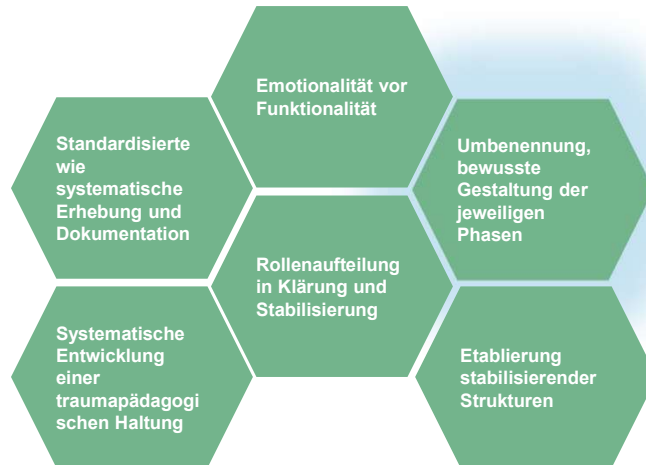 Emotionalität vor
Funktionalität
Standardisierte
wie
systematische
Erhebung und
Dokumentation
Umbenennung,
bewusste
Gestaltung der
jeweiligen
Phasen
Rollenaufteilung
in Klärung und
Stabilisierung
Systematische
Entwicklung
einer
traumapädagogi
schen Haltung
Etablierung
stabilisierender
Strukturen